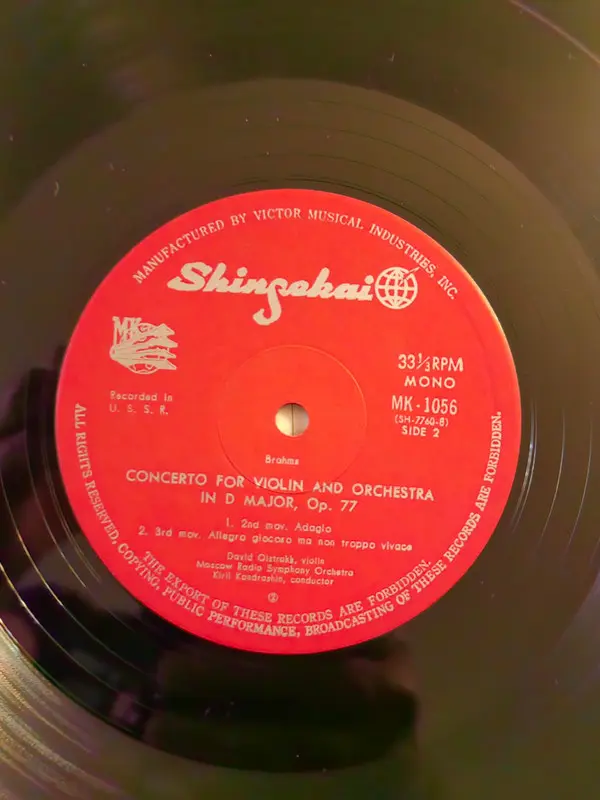 MANUFACTURED BY VICTOR MUSICAL INDUSTRIES, INC.
Shinsekai
MK
Recorded in
U. S. S. R.
33⅓RPM
MONO
MK-1056
(SH-7760-B)
SIDE 2
Brahms
CONCERTO FOR VIOLIN AND ORCHESTRA
IN D MAJOR, Op. 77
1. 2nd mov. Adagio
2. 3rd mov. Allegro giocoso ma non troppo vivace
David Oistrakh, violin
Moscow Radio Symphony Orchestra
Kiril Kondrashin, conductor
ALL RIGHTS RESERVED, COPYING, PUBLIC PERFORMANCE, BROADCASTING OF THESE RECORDS ARE FORBIDDEN.
THE EXPORT OF THESE RECORDS ARE FORBIDDEN.